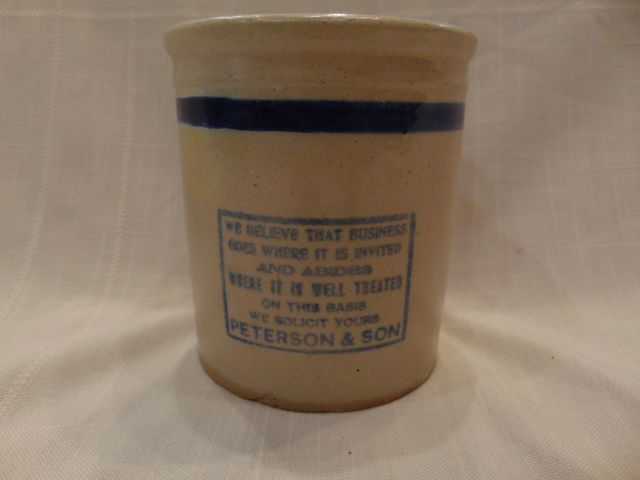 WE BELIEVE THAT BUSINESS
GOES WHERE IT IS INVITED
AND ABIDES
WHERE IT IS WELL TREATED
ON THIS BASIS
WE SOLICIT YOURS
PETERSON & SON